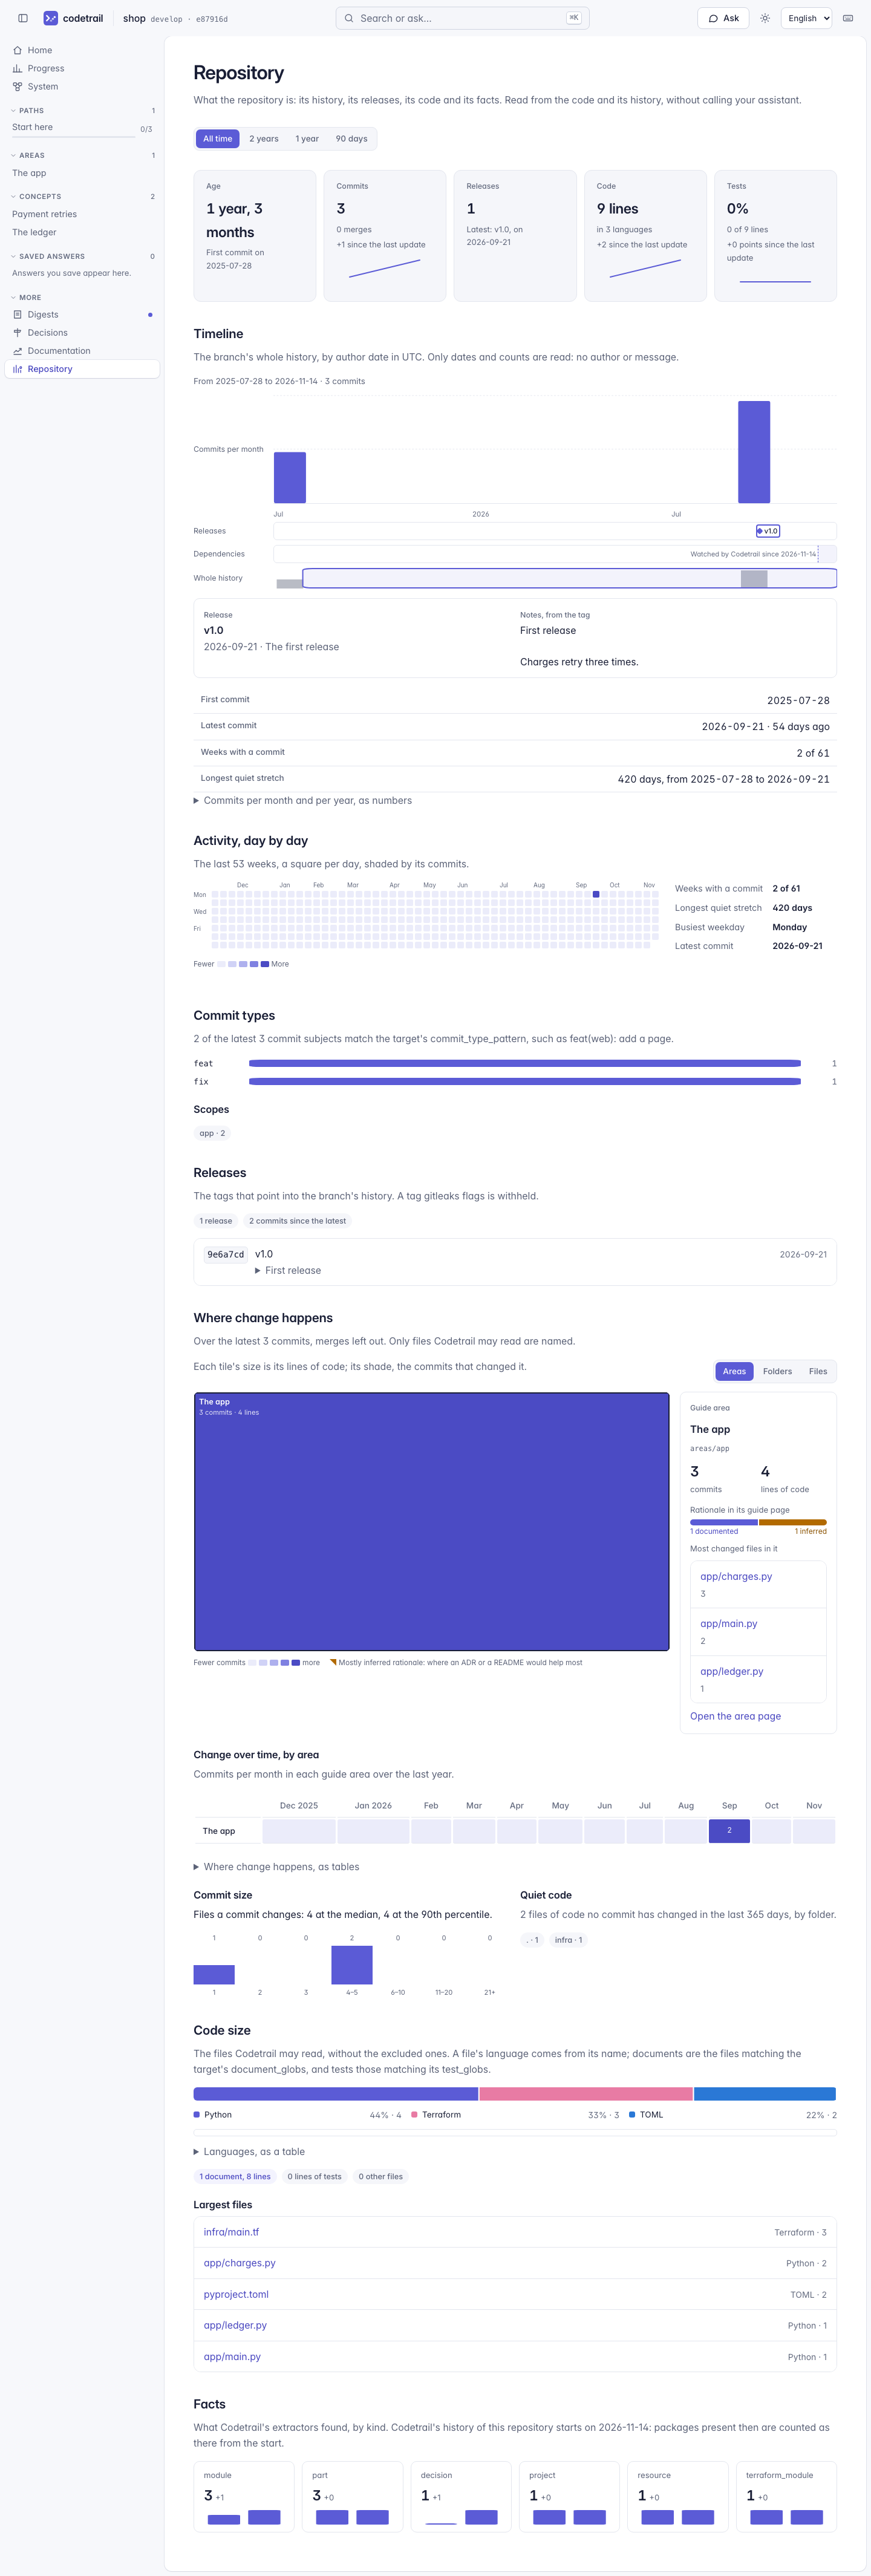 codetrail
shop develop · e87916d
Search or ask...
⌘K
Ask
English
Home
Progress
System
PATHS 1
Start here 0/3
AREAS 1
The app
CONCEPTS 2
Payment retries
The ledger
SAVED ANSWERS 0
Answers you save appear here.
MORE
Digests
Decisions
Documentation
Repository
Repository
What the repository is: its history, its releases, its code and its facts. Read from the code and its history, without calling your assistant.
All time 2 years 1 year 90 days
Age
1 year, 3
months
First commit on
2025-07-28
Commits
3
0 merges
+1 since the last update
Releases
1
Latest: v1.0, on
2026-09-21
Code
9 lines
in 3 languages
+2 since the last update
Tests
0%
0 of 9 lines
+0 points since the last
update
Timeline
The branch's whole history, by author date in UTC. Only dates and counts are read: no author or message.
From 2025-07-28 to 2026-11-14 · 3 commits
Commits per month
Jul 2026 Jul
Releases
v1.0
Dependencies
Watched by Codetrail since 2026-11-14
Whole history
Release
v1.0
2026-09-21 · The first release
Notes, from the tag
First release
Charges retry three times.
First commit 2025-07-28
Latest commit 2026-09-21 · 54 days ago
Weeks with a commit 2 of 61
Longest quiet stretch 420 days, from 2025-07-28 to 2026-09-21
Commits per month and per year, as numbers
Activity, day by day
The last 53 weeks, a square per day, shaded by its commits.
Dec Jan Feb Mar Apr May Jun Jul Aug Sep Oct Nov
Mon
Wed
Fri
Fewer More
Weeks with a commit 2 of 61
Longest quiet stretch 420 days
Busiest weekday Monday
Latest commit 2026-09-21
Commit types
2 of the latest 3 commit subjects match the target's commit_type_pattern, such as feat(web): add a page.
feat 1
fix 1
Scopes
app · 2
Releases
The tags that point into the branch's history. A tag gitleaks flags is withheld.
1 release 2 commits since the latest
9e6a7cd v1.0 2026-09-21
First release
Where change happens
Over the latest 3 commits, merges left out. Only files Codetrail may read are named.
Each tile's size is its lines of code; its shade, the commits that changed it.
Areas Folders Files
The app
3 commits · 4 lines
Fewer commits more Mostly inferred rationale: where an ADR or a README would help most
Guide area
The app
areas/app
3 4
commits lines of code
Rationale in its guide page
1 documented 1 inferred
Most changed files in it
app/charges.py
3
app/main.py
2
app/ledger.py
1
Open the area page
Change over time, by area
Commits per month in each guide area over the last year.
Dec 2025 Jan 2026 Feb Mar Apr May Jun Jul Aug Sep Oct Nov
The app 2
Where change happens, as tables
Commit size
Files a commit changes: 4 at the median, 4 at the 90th percentile.
1 0 0 2 0 0 0
1 2 3 4–5 6–10 11–20 21+
Quiet code
2 files of code no commit has changed in the last 365 days, by folder.
. · 1 infra · 1
Code size
The files Codetrail may read, without the excluded ones. A file's language comes from its name; documents are the files matching the
target's document_globs, and tests those matching its test_globs.
Python 44% · 4 Terraform 33% · 3 TOML 22% · 2
Languages, as a table
1 document, 8 lines 0 lines of tests 0 other files
Largest files
infra/main.tf Terraform · 3
app/charges.py Python · 2
pyproject.toml TOML · 2
app/ledger.py Python · 1
app/main.py Python · 1
Facts
What Codetrail's extractors found, by kind. Codetrail's history of this repository starts on 2026-11-14: packages present then are counted as
there from the start.
module
3 +1
part
3 +0
decision
1 +1
project
1 +0
resource
1 +0
terraform_module
1 +0